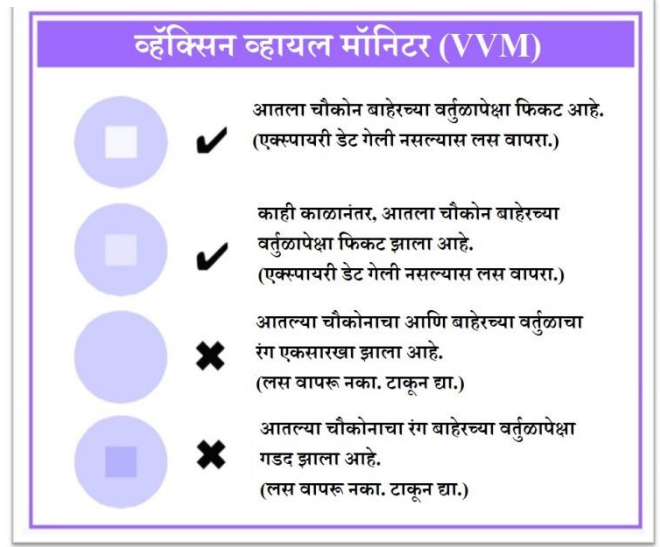 व्हॅक्सिन व्हायल मॉनिटर (VVM)
आतला चौकोन बाहेरच्या वर्तुळापेक्षा फिकट आहे.
(एक्स्पायरी डेट गेली नसल्यास लस वापरा.)
काही काळानंतर, आतला चौकोन बाहेरच्या
वर्तुळापेक्षा फिकट झाला आहे.
(एक्स्पायरी डेट गेली नसल्यास लस वापरा.)
आतल्या चौकोनाचा आणि बाहेरच्या वर्तुळाचा
रंग एकसारखा झाला आहे.
(लस वापरू नका. टाकून द्या.)
आतल्या चौकोनाचा रंग बाहेरच्या वर्तुळापेक्षा
गडद झाला आहे.
(लस वापरू नका. टाकून द्या.)